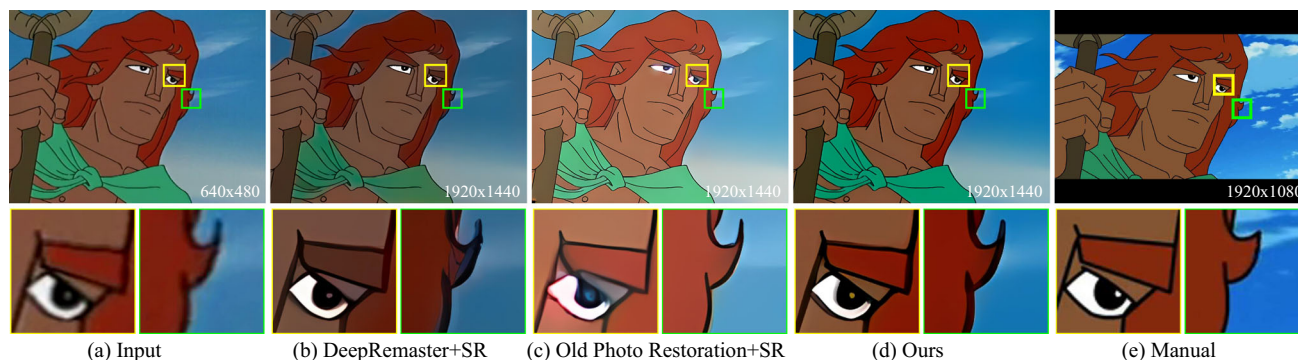 640x480
1920x1440
1920x1440
1920x1440
1920x1080
(a) Input
(b) DeepRemaster+SR
(c) Old Photo Restoration+SR
(d) Ours
(e) Manual